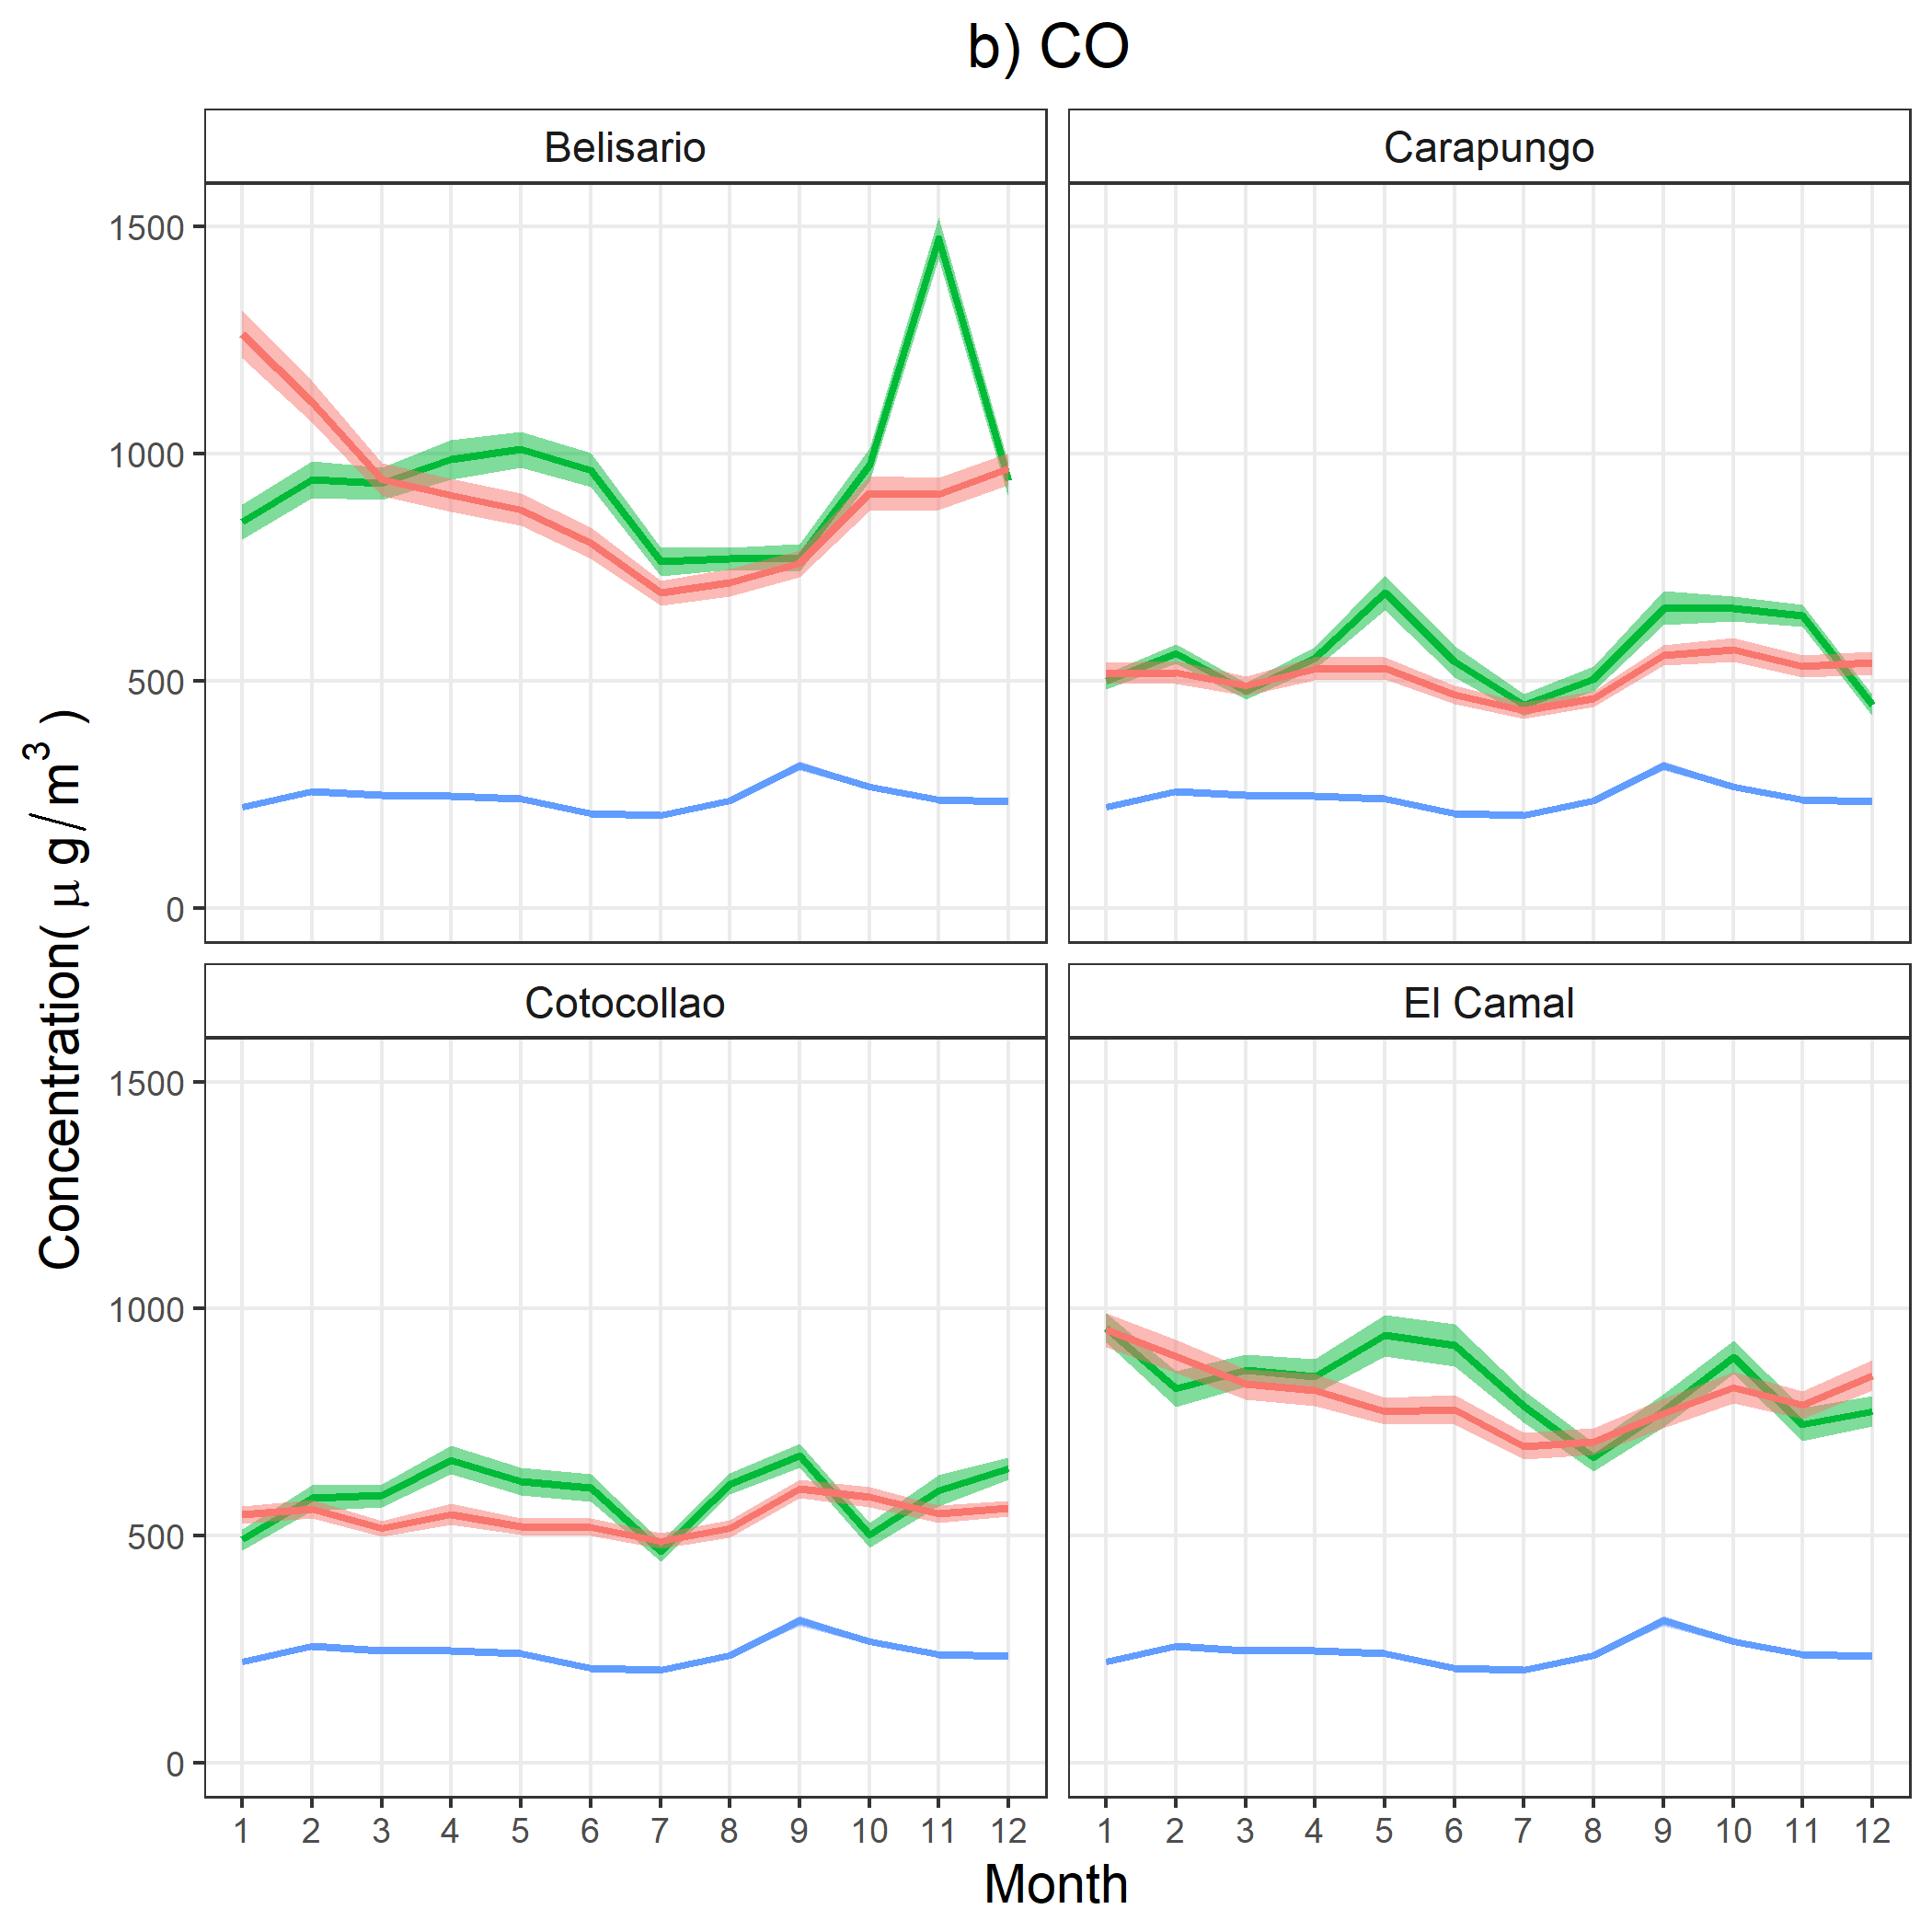 b) CO
Belisario
Carapungo
1500
1000
500
0
Cotocollao
El Camal
1500
1000
500
0
Concentration( μ g / m³ )
1 2 3 4 5 6 7 8 9 10 11 12
1 2 3 4 5 6 7 8 9 10 11 12
Month